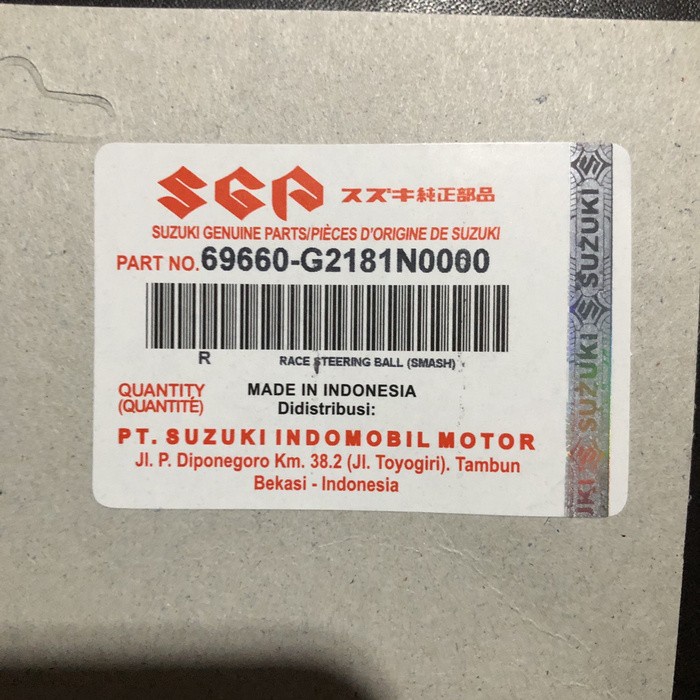 SGP スズキ純正部品
SUZUKI GENUINE PARTS/PIÈCES D'ORIGINE DE SUZUKI
PART NO. 69660-G2181N0000
R RACE STEERING BALL (SMASH)
QUANTITY MADE IN INDONESIA
(QUANTITÉ) Didistribusi:
PT. SUZUKI INDOMOBIL MOTOR
Jl. P. Diponegoro Km. 38.2 (Jl. Toyogiri). Tambun
Bekasi - Indonesia
SUZUKI
SUZUKI
UKI